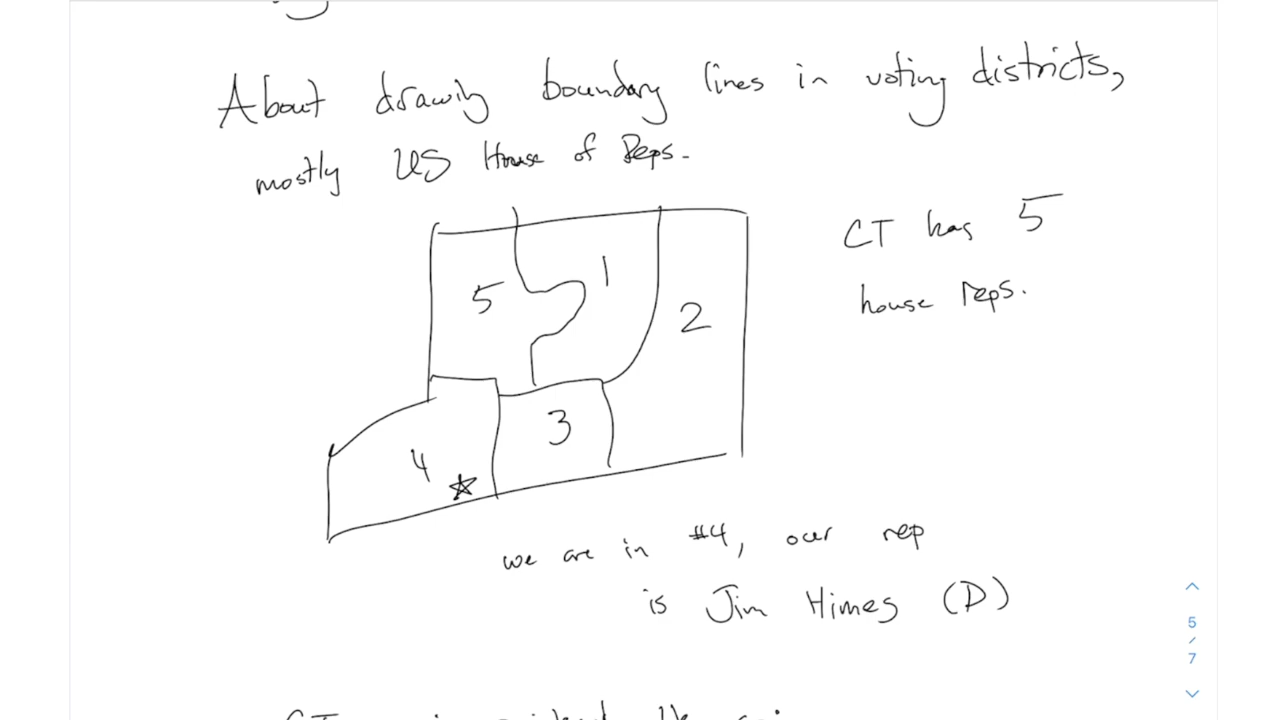 About drawing boundary lines in voting districts,
mostly US House of Reps.
CT has 5
house reps.
5
1
2
3
4
we are in #4, our rep
is Jim Himes (D)
5
/
7
CT